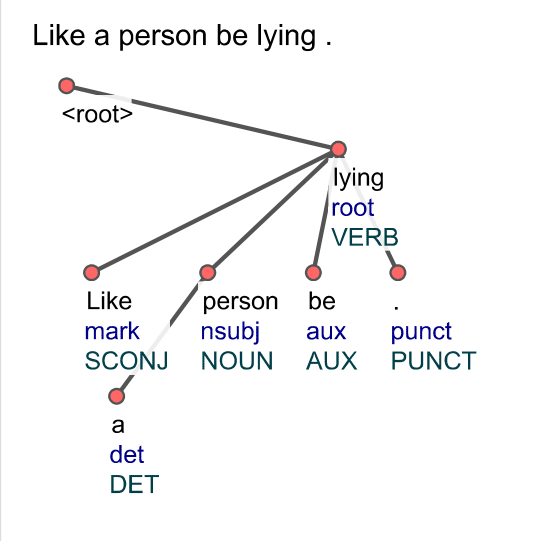 Like a person be lying .
<root>
lying
root
VERB
Like person be .
mark nsubj aux punct
SCONJ NOUN AUX PUNCT
a
det
DET